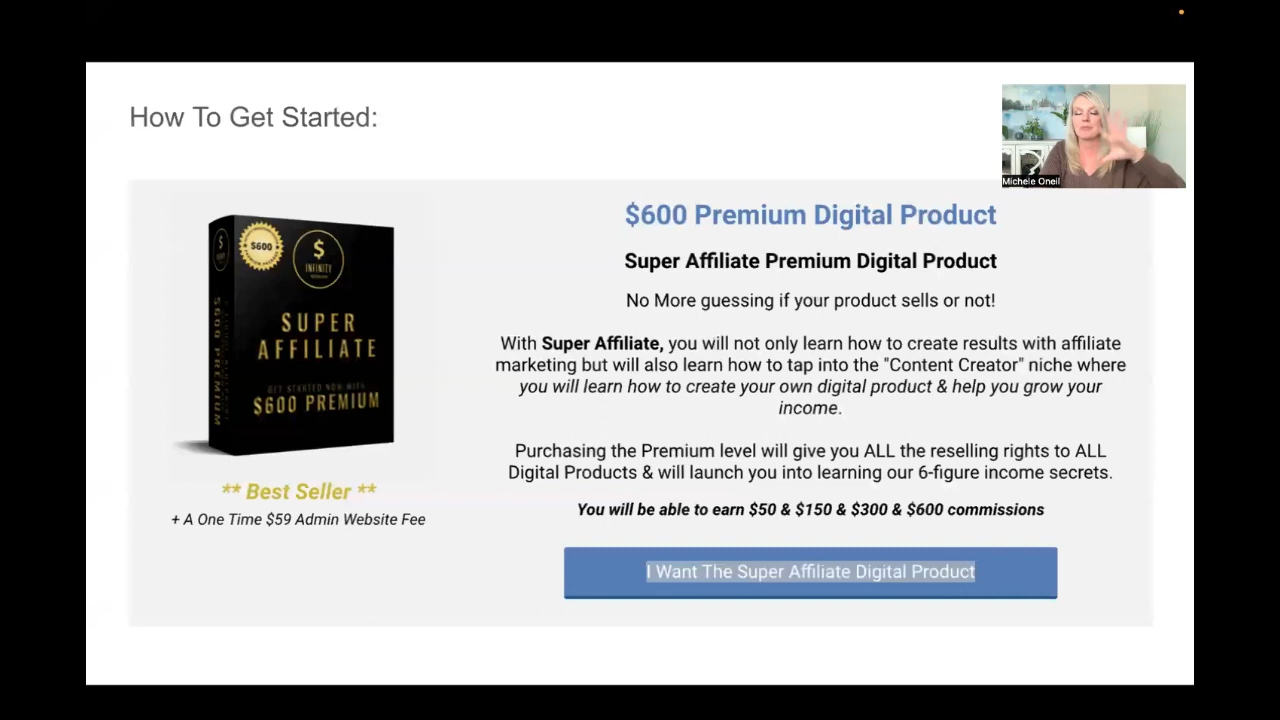 How To Get Started:
Michele Oneil
$600 Premium Digital Product
Super Affiliate Premium Digital Product
No More guessing if your product sells or not!
With Super Affiliate, you will not only learn how to create results with affiliate
marketing but will also learn how to tap into the "Content Creator" niche where
you will learn how to create your own digital product & help you grow your
income.
Purchasing the Premium level will give you ALL the reselling rights to ALL
Digital Products & will launch you into learning our 6-figure income secrets.
You will be able to earn $50 & $150 & $300 & $600 commissions
I Want The Super Affiliate Digital Product
$600
$
INFINITY
SUPER
AFFILIATE
GET STARTED NOW WITH
$600 PREMIUM
$
$600 PREMIUM
** Best Seller **
+ A One Time $59 Admin Website Fee